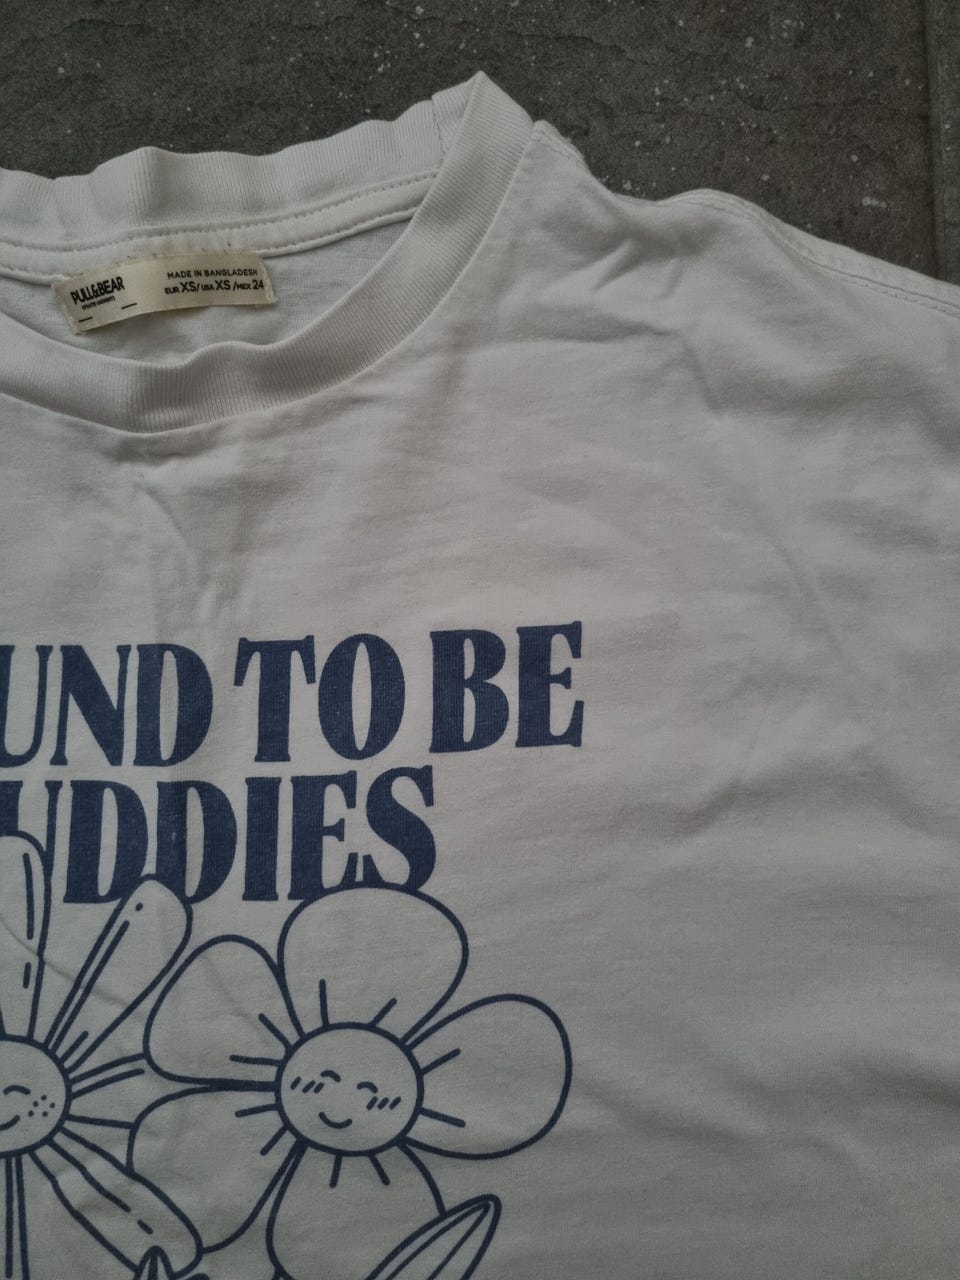 PULL&BEAR
MADE IN BANGLADESH
EUR XS/ USA XS /MEX 24
UND TO BE
UDDIES